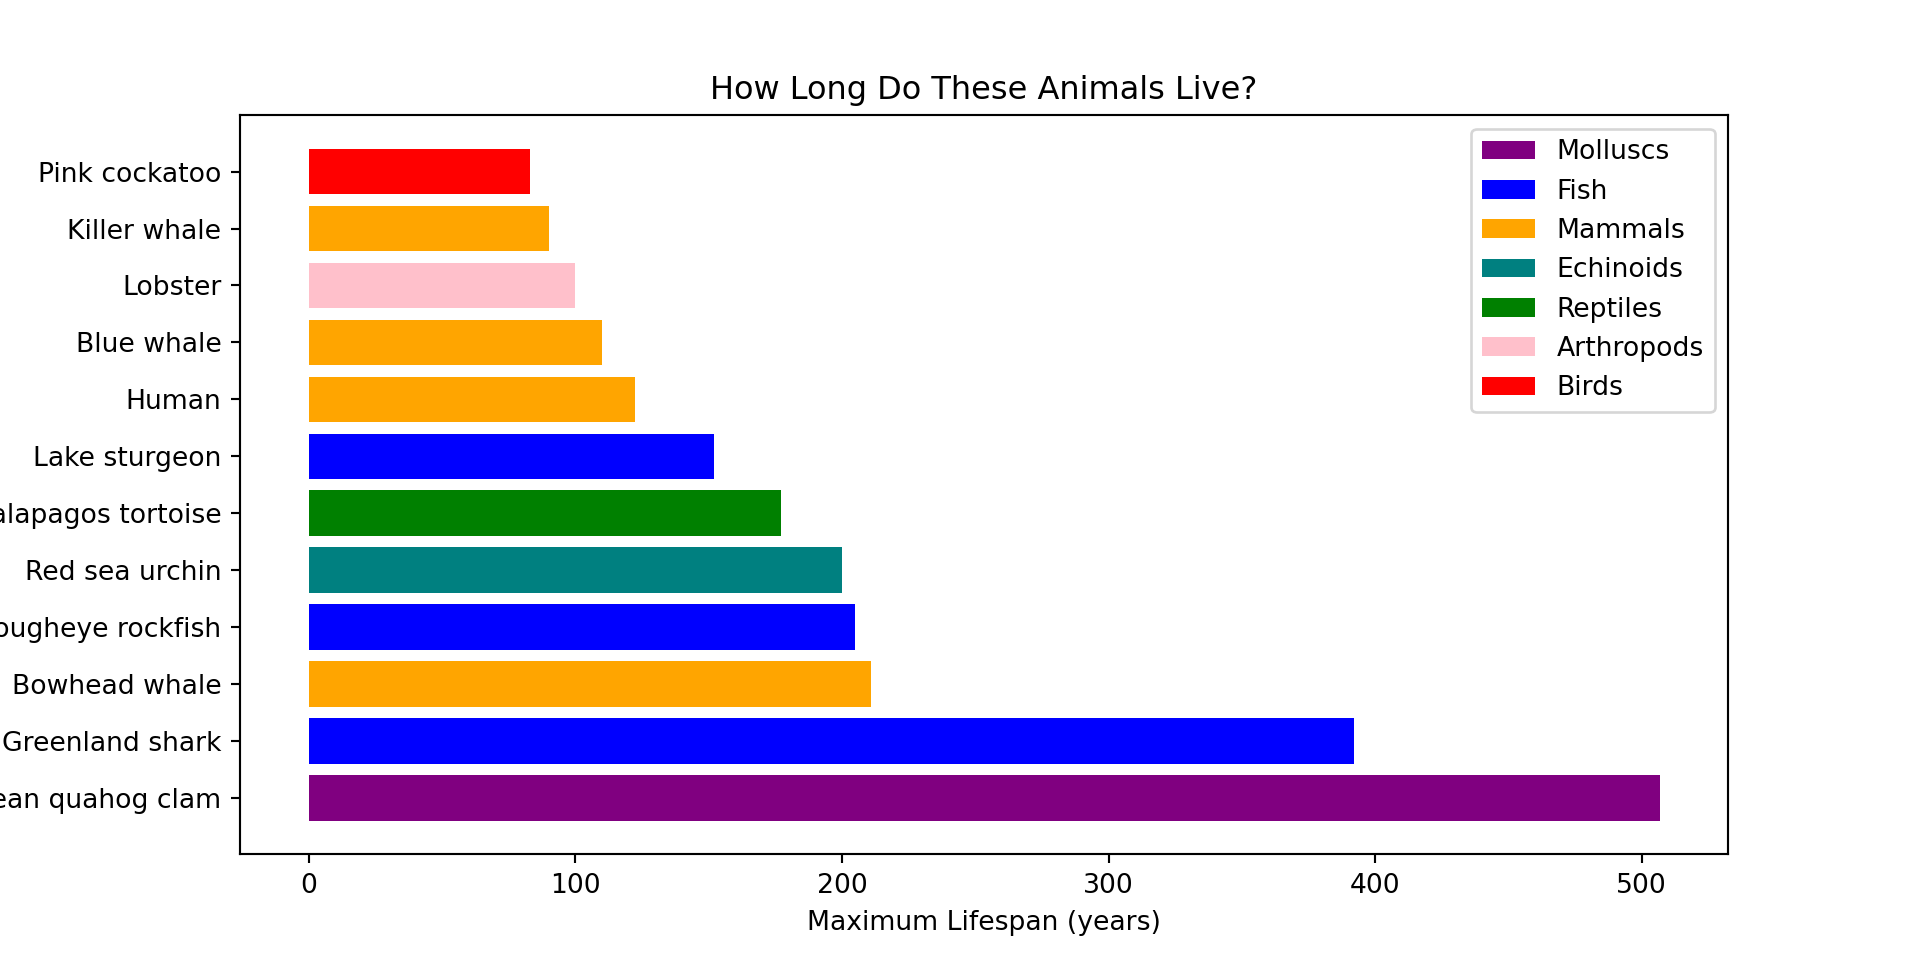 How Long Do These Animals Live?
Pink cockatoo
Killer whale
Lobster
Blue whale
Human
Lake sturgeon
alapagos tortoise
Red sea urchin
ougheye rockfish
Bowhead whale
Greenland shark
ean quahog clam
Molluscs
Fish
Mammals
Echinoids
Reptiles
Arthropods
Birds
0 100 200 300 400 500
Maximum Lifespan (years)